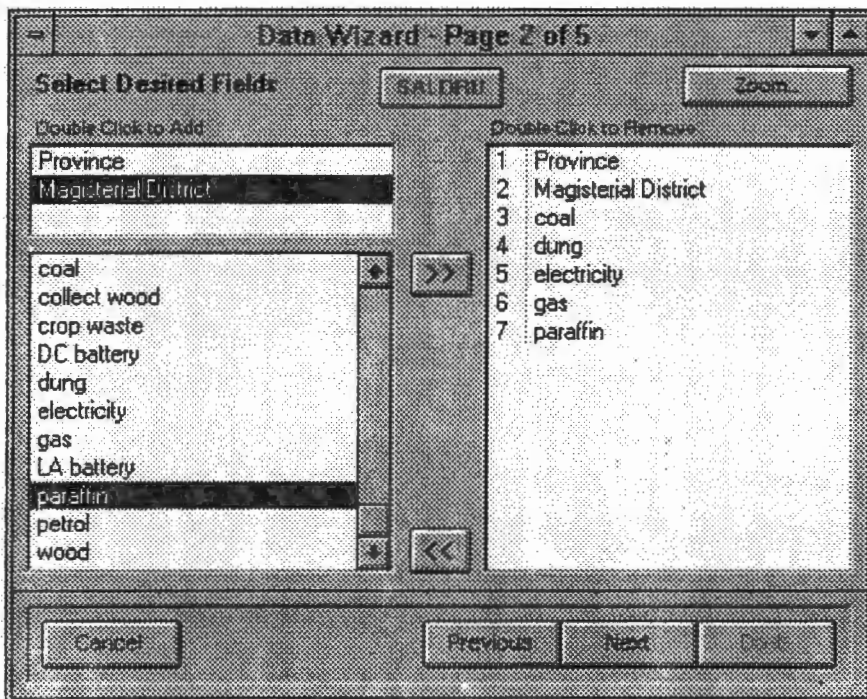 Data Wizard - Page 2 of 5
Select Desired Fields
SALDRU
Zoom...
Double Click to Add
Double Click to Remove
Province
Magisterial District
coal
collect wood
crop waste
DC battery
dung
electricity
gas
LA battery
paraffin
petrol
wood
>>
<<
1 Province
2 Magisterial District
3 coal
4 dung
5 electricity
6 gas
7 paraffin
Cancel
Previous
Next